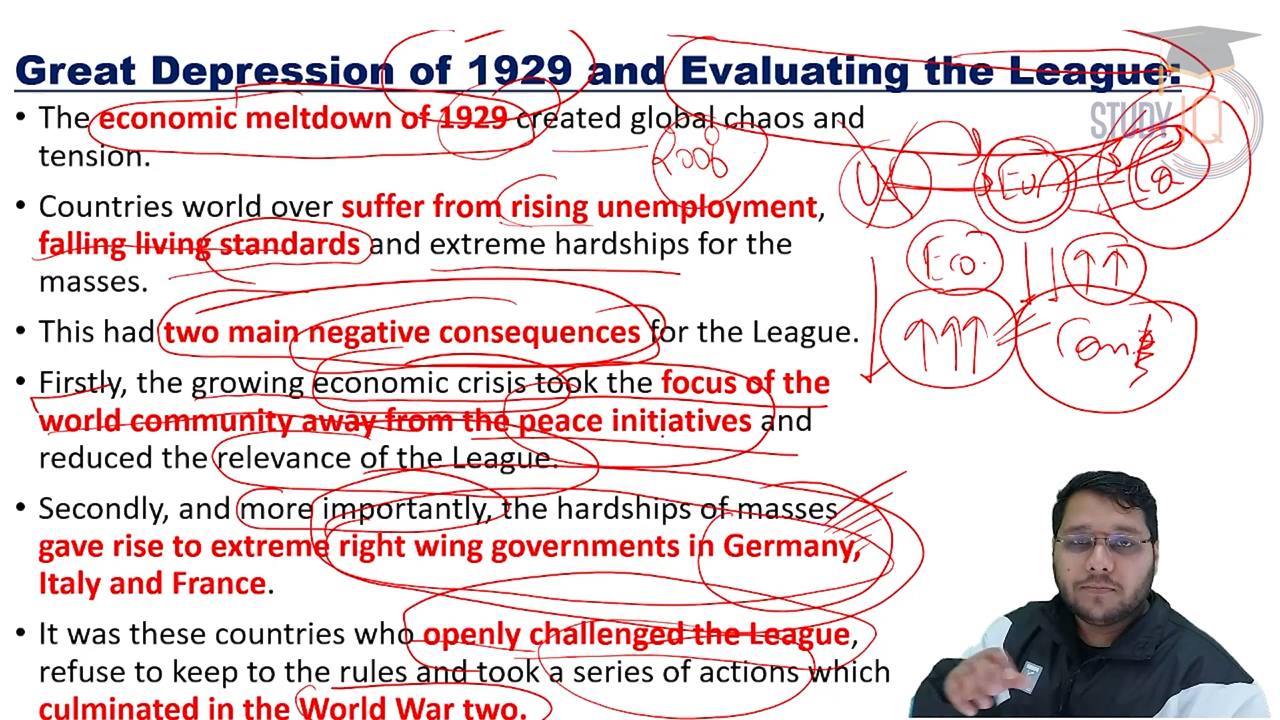 Great Depression of 1929 and Evaluating the League:
• The economic meltdown of 1929 created global chaos and
tension.
• Countries world over suffer from rising unemployment,
falling living standards and extreme hardships for the
masses.
• This had two main negative consequences for the League.
• Firstly, the growing economic crisis took the focus of the
world community away from the peace initiatives and
reduced the relevance of the League.
• Secondly, and more importantly, the hardships of masses
gave rise to extreme right wing governments in Germany,
Italy and France.
• It was these countries who openly challenged the League,
refuse to keep to the rules and took a series of actions which
culminated in the World War two.
STUDY IQ
2008
US
EU
Eco.